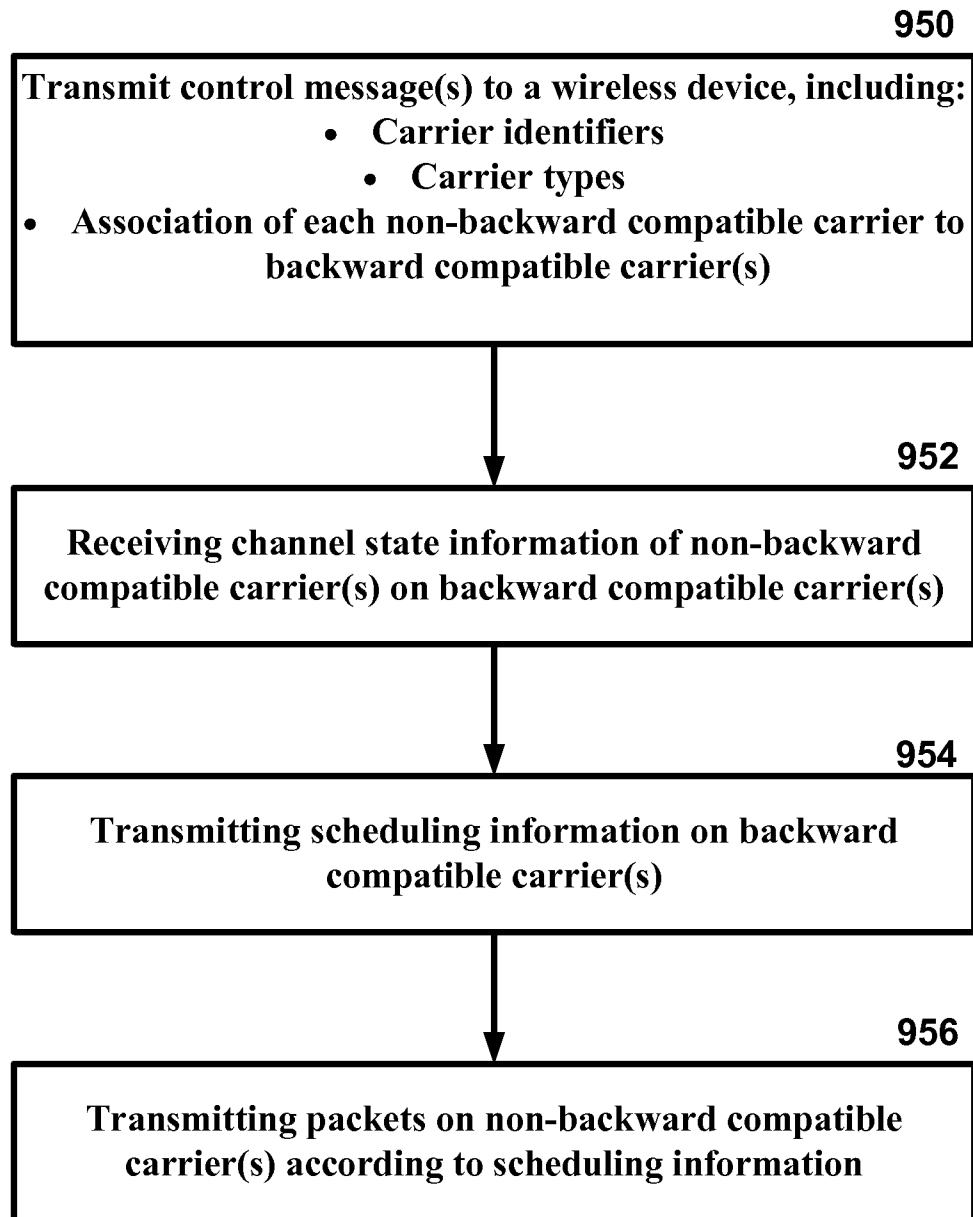 950
Transmit control message(s) to a wireless device, including:
• Carrier identifiers
• Carrier types
• Association of each non-backward compatible carrier to
backward compatible carrier(s)
952
Receiving channel state information of non-backward
compatible carrier(s) on backward compatible carrier(s)
954
Transmitting scheduling information on backward
compatible carrier(s)
956
Transmitting packets on non-backward compatible
carrier(s) according to scheduling information